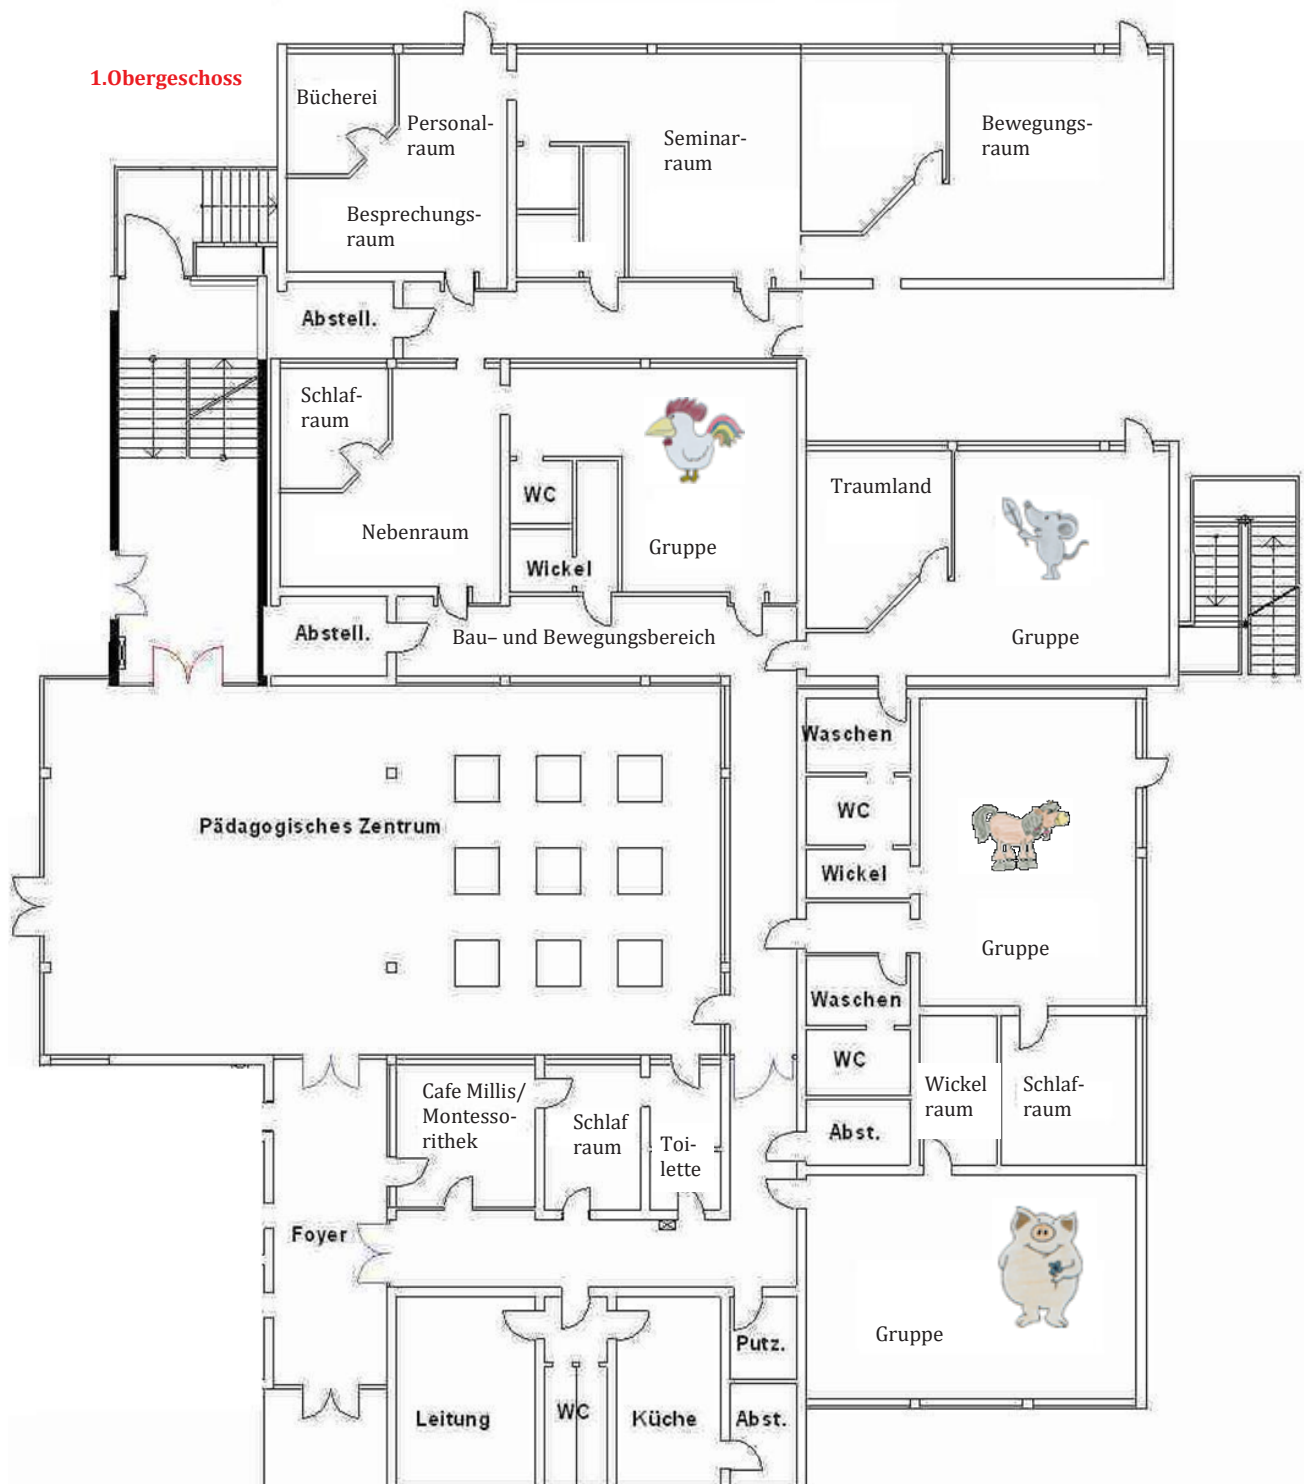 1.Obergeschoss
Bücherei
Personal-
raum
Besprechungs-
raum
Seminar-
raum
Bewegungs-
raum
Abstell.
Schlaf-
raum
Nebenraum
WC
Wickel
Gruppe
Traumland
Gruppe
Abstell.
Bau– und Bewegungsbereich
Waschen
WC
Wickel
Pädagogisches Zentrum
Gruppe
Waschen
WC
Abst.
Wickel
raum
Schlaf-
raum
Cafe Millis/
Montesso-
rithek
Schlaf
raum
Toi-
lette
Foyer
Gruppe
Putz.
Leitung
WC
Küche
Abst.